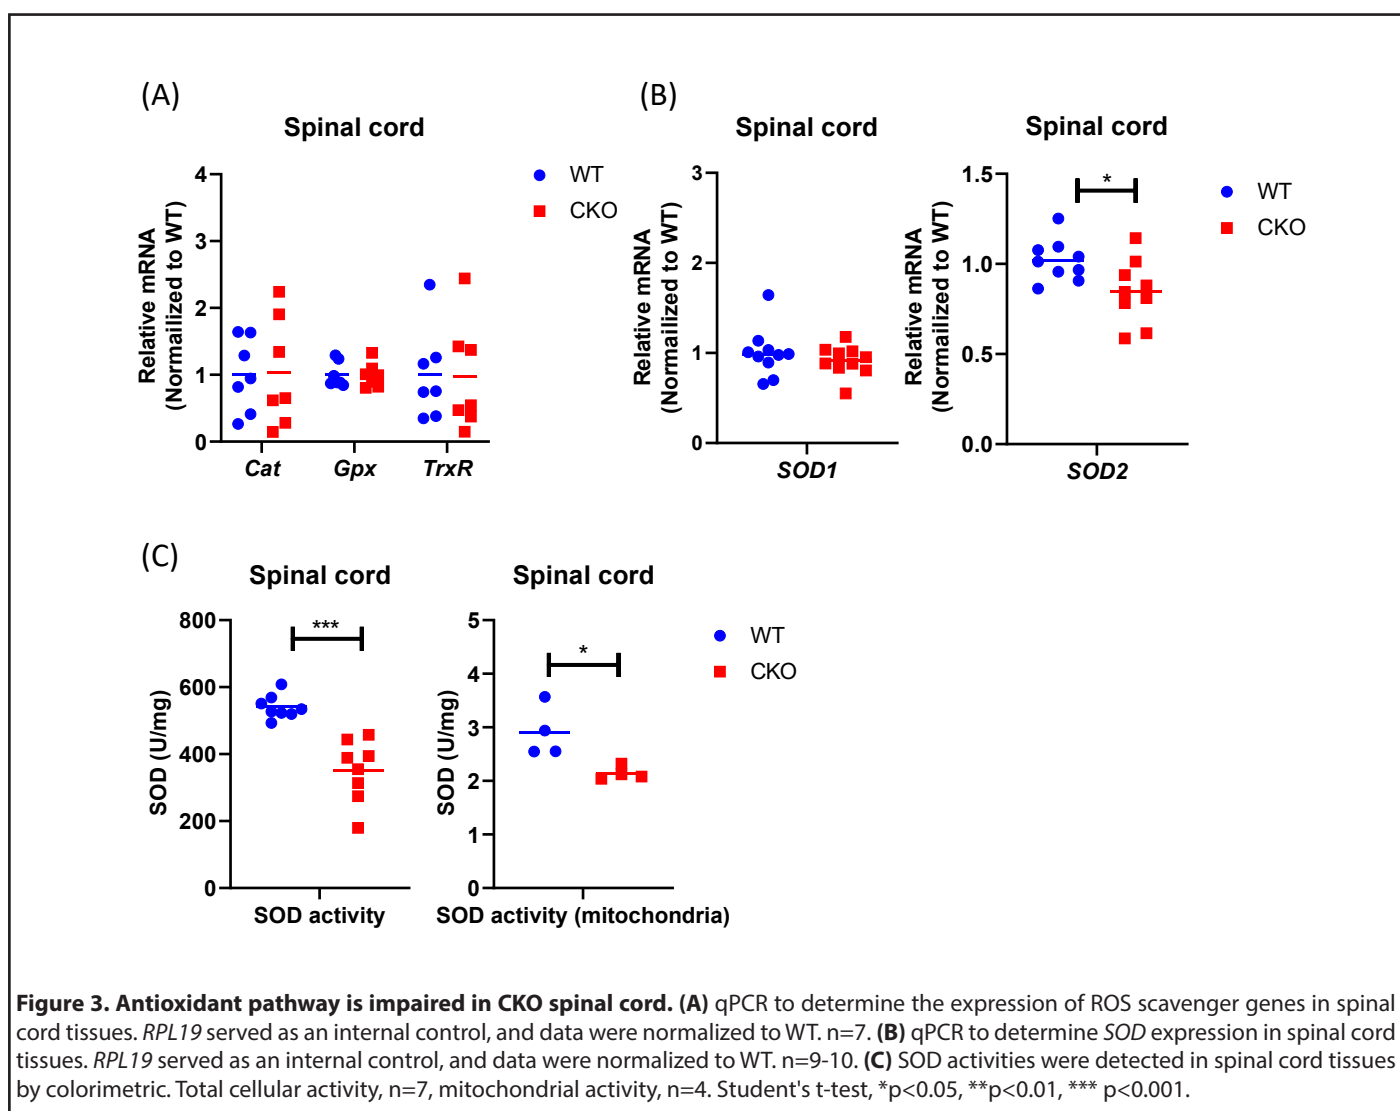 (A)
Spinal cord
Relative mRNA
(Normailized to WT)
4
3
2
1
0
Cat Gpx TrxR
WT
CKO
(B)
Spinal cord
Relative mRNA
(Normailized to WT)
3
2
1
0
SOD1
Spinal cord
Relative mRNA
(Normailized to WT)
1.5
1.0
0.5
0.0
*
SOD2
WT
CKO
(C)
Spinal cord
SOD (U/mg)
800
600
400
200
0
***
SOD activity
Spinal cord
SOD (U/mg)
5
4
3
2
1
0
*
SOD activity (mitochondria)
WT
CKO
Figure 3. Antioxidant pathway is impaired in CKO spinal cord. (A) qPCR to determine the expression of ROS scavenger genes in spinal
cord tissues. RPL19 served as an internal control, and data were normalized to WT. n=7. (B) qPCR to determine SOD expression in spinal cord
tissues. RPL19 served as an internal control, and data were normalized to WT. n=9-10. (C) SOD activities were detected in spinal cord tissues
by colorimetric. Total cellular activity, n=7, mitochondrial activity, n=4. Student's t-test, *p<0.05, **p<0.01, *** p<0.001.